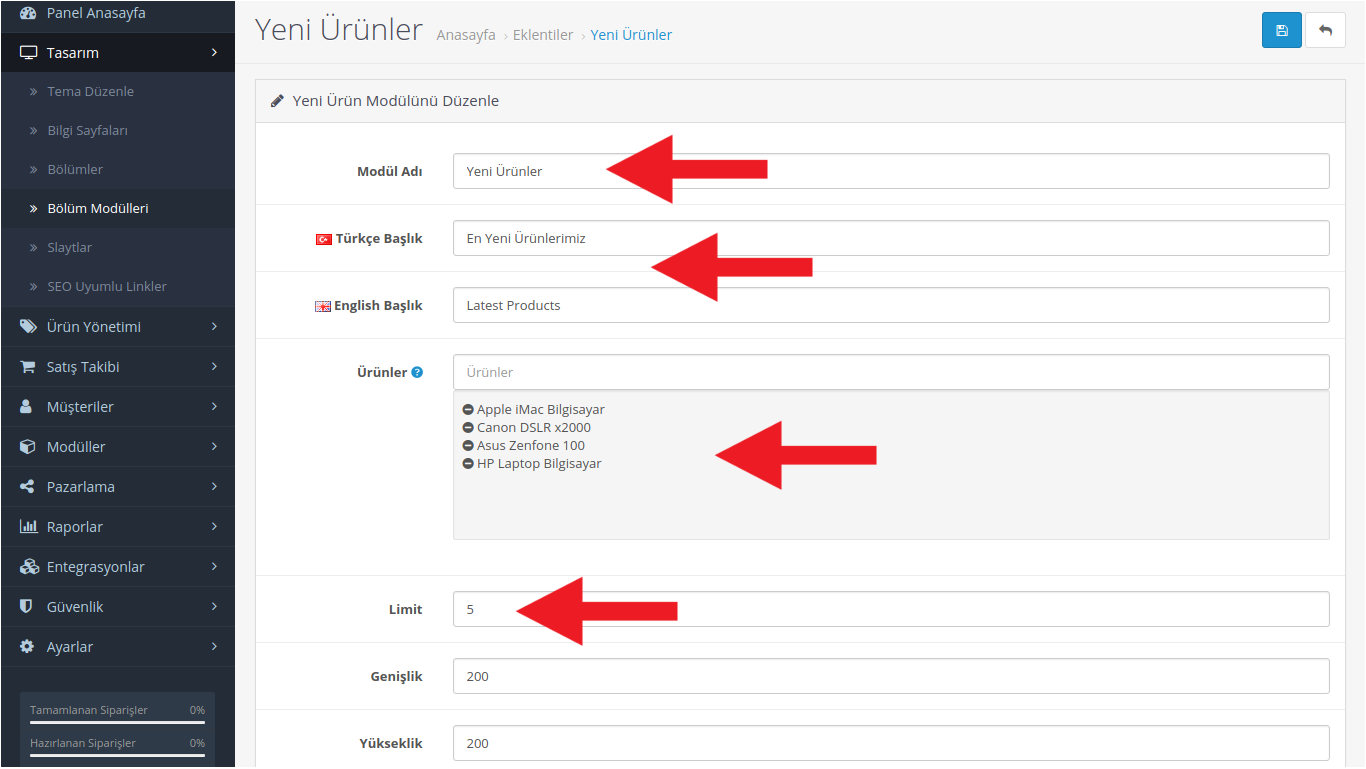 Panel Anasayfa
Tasarım
Tema Düzenle
Bilgi Sayfaları
Bölümler
Bölüm Modülleri
Slaytlar
SEO Uyumlu Linkler
Ürün Yönetimi
Satış Takibi
Müşteriler
Modüller
Pazarlama
Raporlar
Entegrasyonlar
Güvenlik
Ayarlar
Tamamlanan Siparişler 0%
Hazırlanan Siparişler 0%
Yeni Ürünler Anasayfa › Eklentiler › Yeni Ürünler
Yeni Ürün Modülünü Düzenle
Modül Adı Yeni Ürünler
Türkçe Başlık En Yeni Ürünlerimiz
English Başlık Latest Products
Ürünler Ürünler
Apple iMac Bilgisayar
Canon DSLR x2000
Asus Zenfone 100
HP Laptop Bilgisayar
Limit 5
Genişlik 200
Yükseklik 200